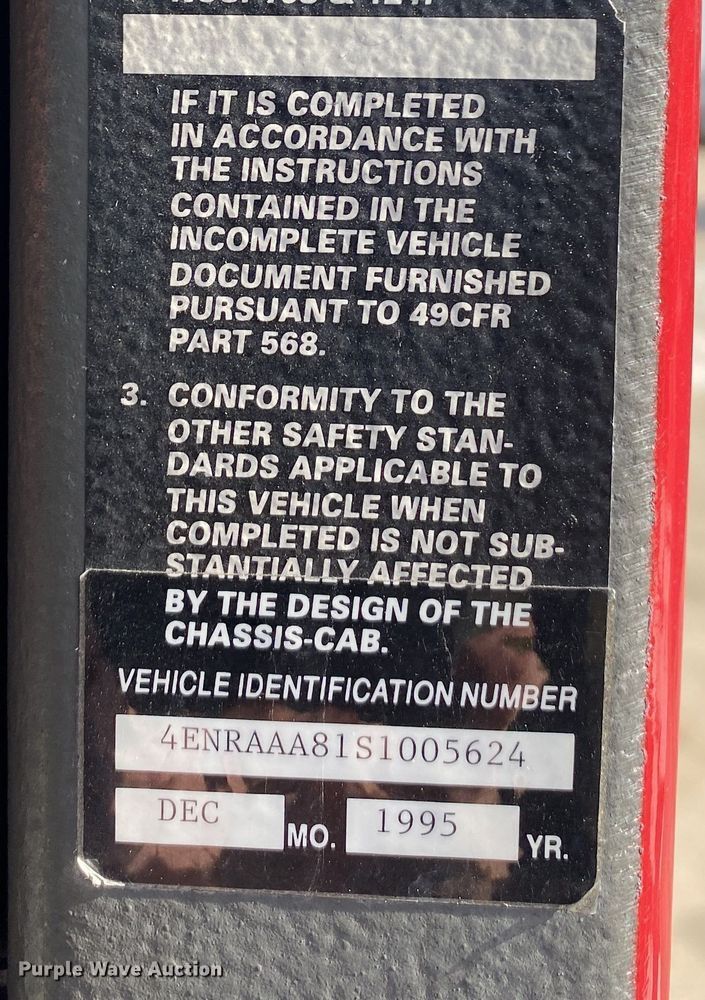 IF IT IS COMPLETED
IN ACCORDANCE WITH
THE INSTRUCTIONS
CONTAINED IN THE
INCOMPLETE VEHICLE
DOCUMENT FURNISHED
PURSUANT TO 49CFR
PART 568.
3. CONFORMITY TO THE
OTHER SAFETY STAN-
DARDS APPLICABLE TO
THIS VEHICLE WHEN
COMPLETED IS NOT SUB-
STANTIALLY AFFECTED
BY THE DESIGN OF THE
CHASSIS-CAB.
VEHICLE IDENTIFICATION NUMBER
4ENRAAA81S1005624
DEC MO. 1995 YR.
Purple Wave Auction